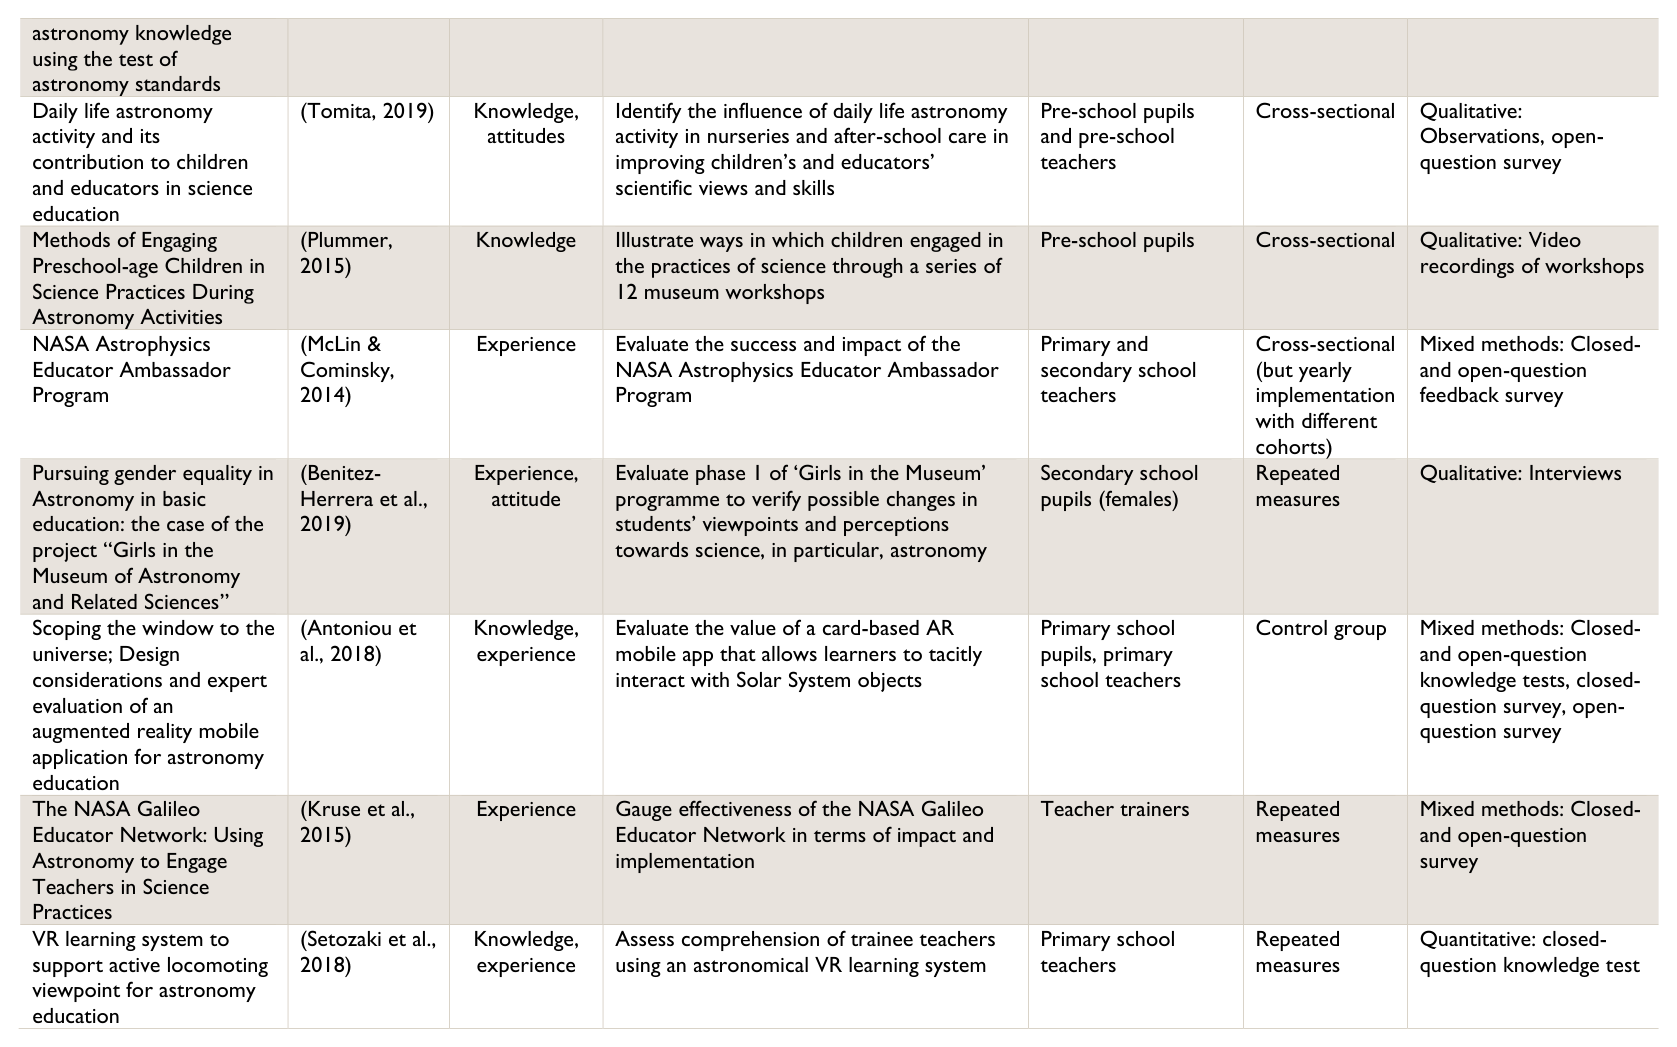 astronomy knowledge
using the test of
astronomy standards
Daily life astronomy
activity and its
contribution to children
and educators in science
education
(Tomita, 2019)
Knowledge,
attitudes
Identify the influence of daily life astronomy
activity in nurseries and after-school care in
improving children’s and educators’
scientific views and skills
Pre-school pupils
and pre-school
teachers
Cross-sectional
Qualitative:
Observations, open-
question survey
Methods of Engaging
Preschool-age Children in
Science Practices During
Astronomy Activities
(Plummer,
2015)
Knowledge
Illustrate ways in which children engaged in
the practices of science through a series of
12 museum workshops
Pre-school pupils
Cross-sectional
Qualitative: Video
recordings of workshops
NASA Astrophysics
Educator Ambassador
Program
(McLin &
Cominsky,
2014)
Experience
Evaluate the success and impact of the
NASA Astrophysics Educator Ambassador
Program
Primary and
secondary school
teachers
Cross-sectional
(but yearly
implementation
with different
cohorts)
Mixed methods: Closed-
and open-question
feedback survey
Pursuing gender equality in
Astronomy in basic
education: the case of the
project “Girls in the
Museum of Astronomy
and Related Sciences”
(Benitez-
Herrera et al.,
2019)
Experience,
attitude
Evaluate phase 1 of ‘Girls in the Museum’
programme to verify possible changes in
students’ viewpoints and perceptions
towards science, in particular, astronomy
Secondary school
pupils (females)
Repeated
measures
Qualitative: Interviews
Scoping the window to the
universe; Design
considerations and expert
evaluation of an
augmented reality mobile
application for astronomy
education
(Antoniou et
al., 2018)
Knowledge,
experience
Evaluate the value of a card-based AR
mobile app that allows learners to tacitly
interact with Solar System objects
Primary school
pupils, primary
school teachers
Control group
Mixed methods: Closed-
and open-question
knowledge tests, closed-
question survey, open-
question survey
The NASA Galileo
Educator Network: Using
Astronomy to Engage
Teachers in Science
Practices
(Kruse et al.,
2015)
Experience
Gauge effectiveness of the NASA Galileo
Educator Network in terms of impact and
implementation
Teacher trainers
Repeated
measures
Mixed methods: Closed-
and open-question
survey
VR learning system to
support active locomoting
viewpoint for astronomy
education
(Setozaki et al.,
2018)
Knowledge,
experience
Assess comprehension of trainee teachers
using an astronomical VR learning system
Primary school
teachers
Repeated
measures
Quantitative: closed-
question knowledge test